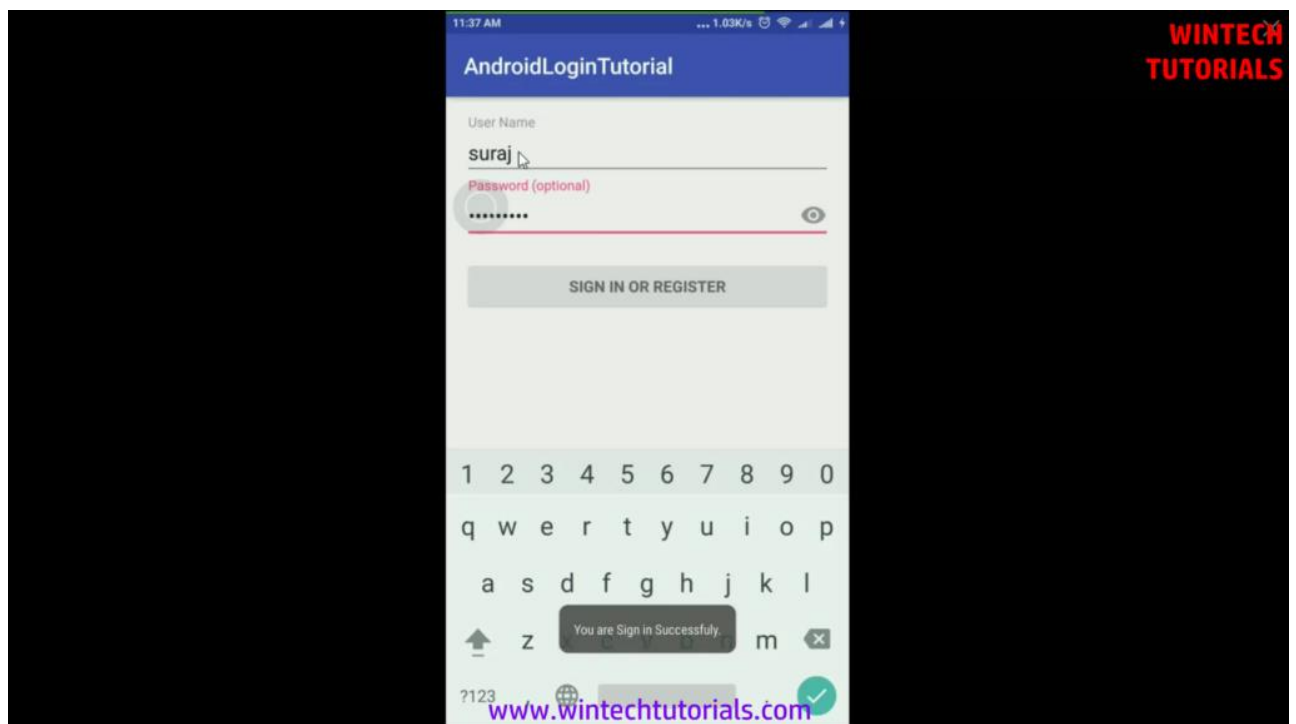 11:37 AM ... 1.03K/s
WINTECH
TUTORIALS
AndroidLoginTutorial
User Name
suraj
Password (optional)
•••••••••
SIGN IN OR REGISTER
1 2 3 4 5 6 7 8 9 0
q w e r t y u i o p
a s d f g h j k l
z m
You are Sign in Successfuly.
?123 , .
www.wintechtutorials.com